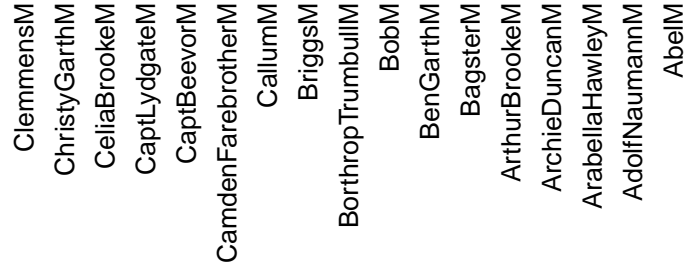 ClemmensM
ChristyGarthM
CeliaBrookeM
CaptLydgateM
CaptBeevorM
CamdenFarebrotherM
CallumM
BriggsM
BorthropTrumbullM
BobM
BenGarthM
BagsterM
ArthurBrookeM
ArchieDuncanM
ArabellaHawleyM
AdolfNaumannM
AbelM